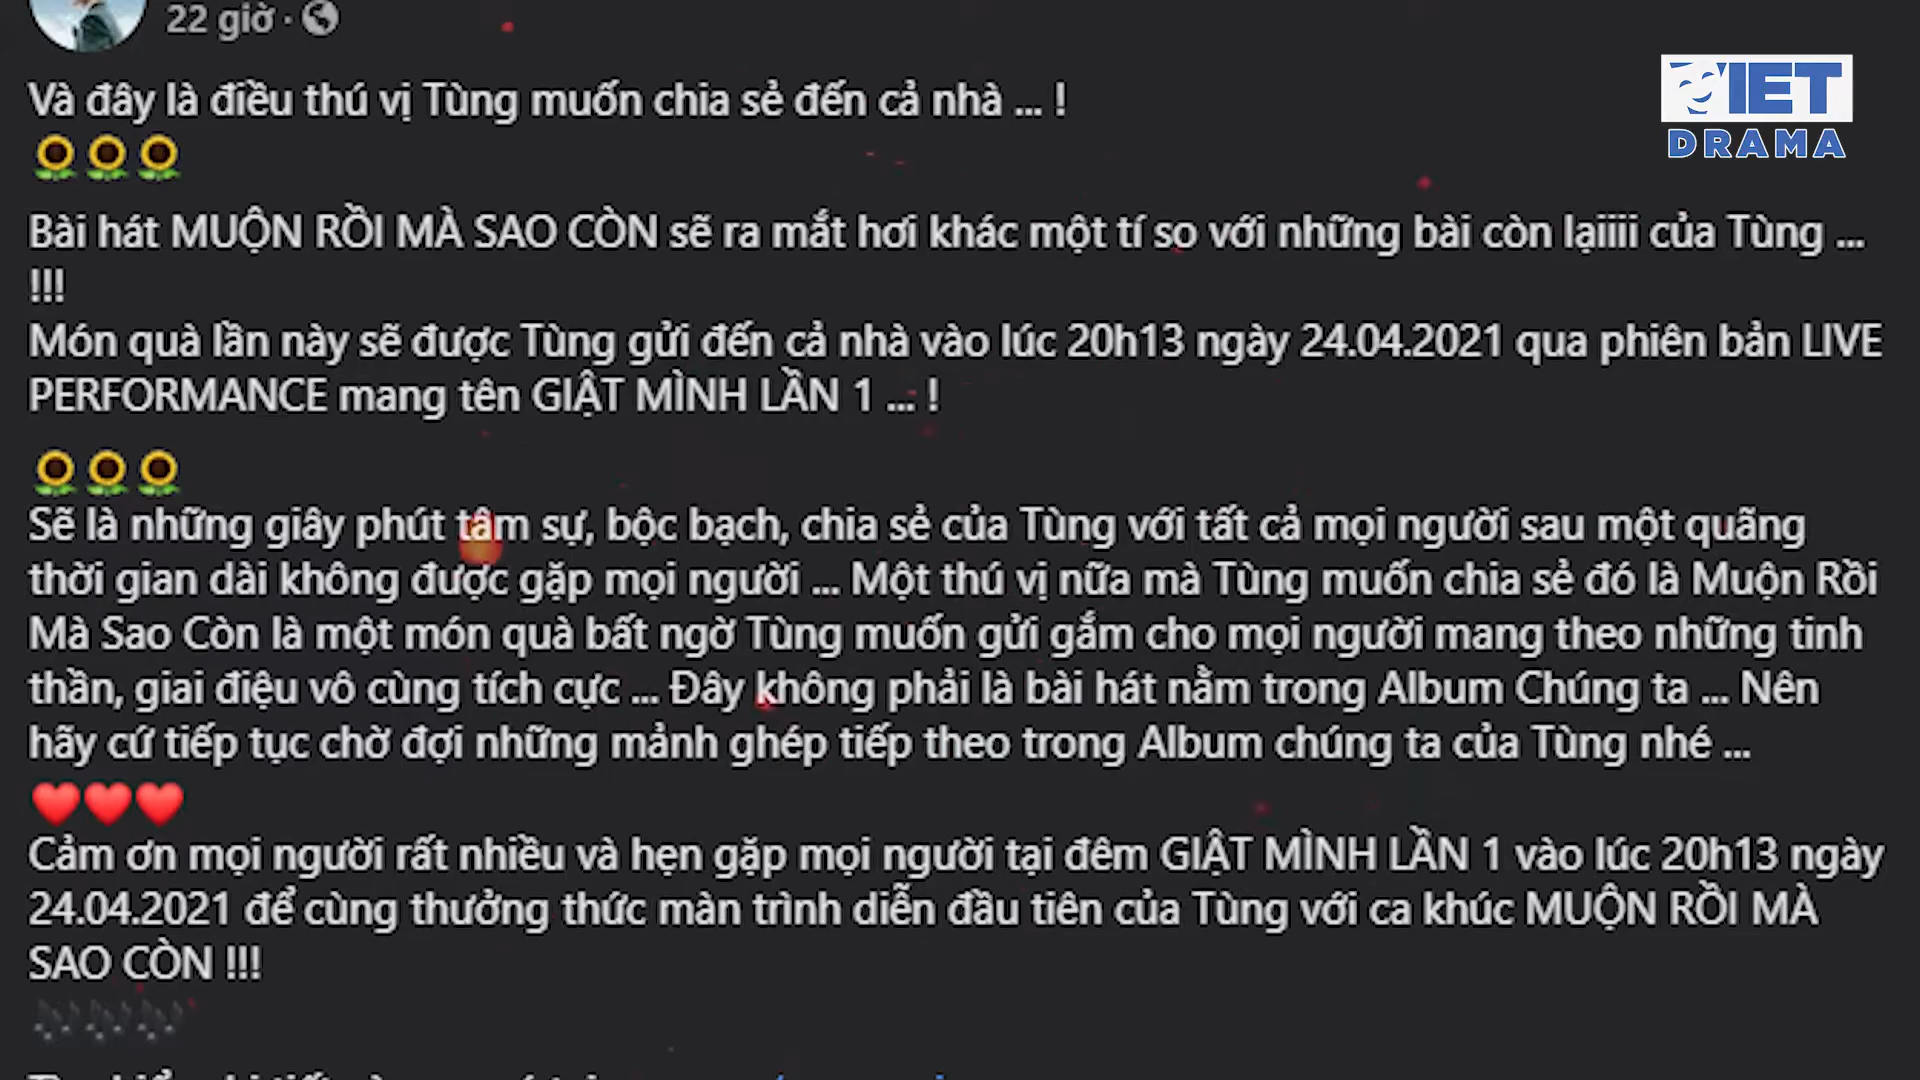 22 giờ ·
VIET
DRAMA
Và đây là điều thú vị Tùng muốn chia sẻ đến cả nhà ... !
Bài hát MUỘN RỒI MÀ SAO CÒN sẽ ra mắt hơi khác một tí so với những bài còn lạiiii của Tùng ...
!!!
Món quà lần này sẽ được Tùng gửi đến cả nhà vào lúc 20h13 ngày 24.04.2021 qua phiên bản LIVE
PERFORMANCE mang tên GIẬT MÌNH LẦN 1 ... !
Sẽ là những giây phút tâm sự, bộc bạch, chia sẻ của Tùng với tất cả mọi người sau một quãng
thời gian dài không được gặp mọi người ... Một thú vị nữa mà Tùng muốn chia sẻ đó là Muộn Rồi
Mà Sao Còn là một món quà bất ngờ Tùng muốn gửi gắm cho mọi người mang theo những tinh
thần, giai điệu vô cùng tích cực ... Đây không phải là bài hát nằm trong Album Chúng ta ... Nên
hãy cứ tiếp tục chờ đợi những mảnh ghép tiếp theo trong Album chúng ta của Tùng nhé ...
Cảm ơn mọi người rất nhiều và hẹn gặp mọi người tại đêm GIẬT MÌNH LẦN 1 vào lúc 20h13 ngày
24.04.2021 để cùng thưởng thức màn trình diễn đầu tiên của Tùng với ca khúc MUỘN RỒI MÀ
SAO CÒN !!!